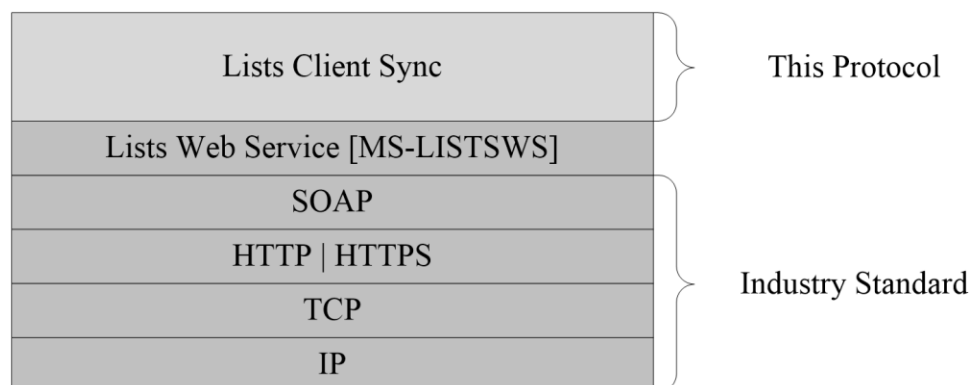 Lists Client Sync
This Protocol
Lists Web Service [MS-LISTSWS]
SOAP
HTTP | HTTPS
Industry Standard
TCP
IP